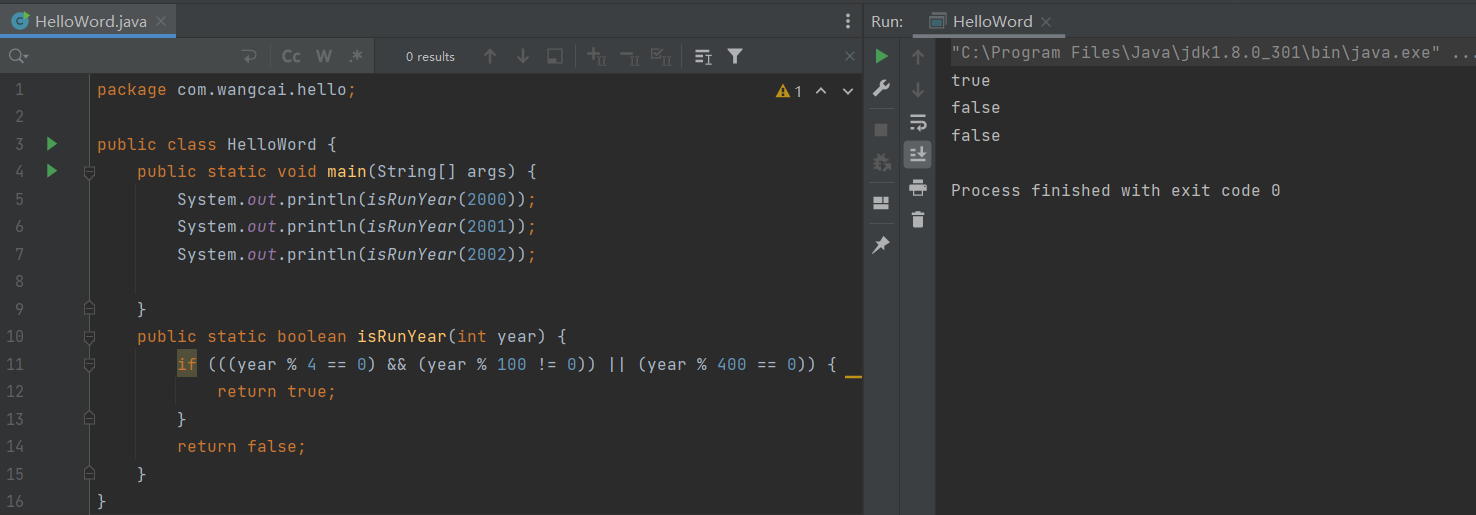 HelloWord.java
Run: HelloWord
Cc W .*
0 results
"C:\Program Files\Java\jdk1.8.0_301\bin\java.exe" ...
1 package com.wangcai.hello;
1
2
3 public class HelloWord {
4 public static void main(String[] args) {
5 System.out.println(isRunYear(2000));
6 System.out.println(isRunYear(2001));
7 System.out.println(isRunYear(2002));
8
9 }
10 public static boolean isRunYear(int year) {
11 if (((year % 4 == 0) && (year % 100 != 0)) || (year % 400 == 0)) {
12 return true;
13 }
14 return false;
15 }
16 }
true
false
false
Process finished with exit code 0